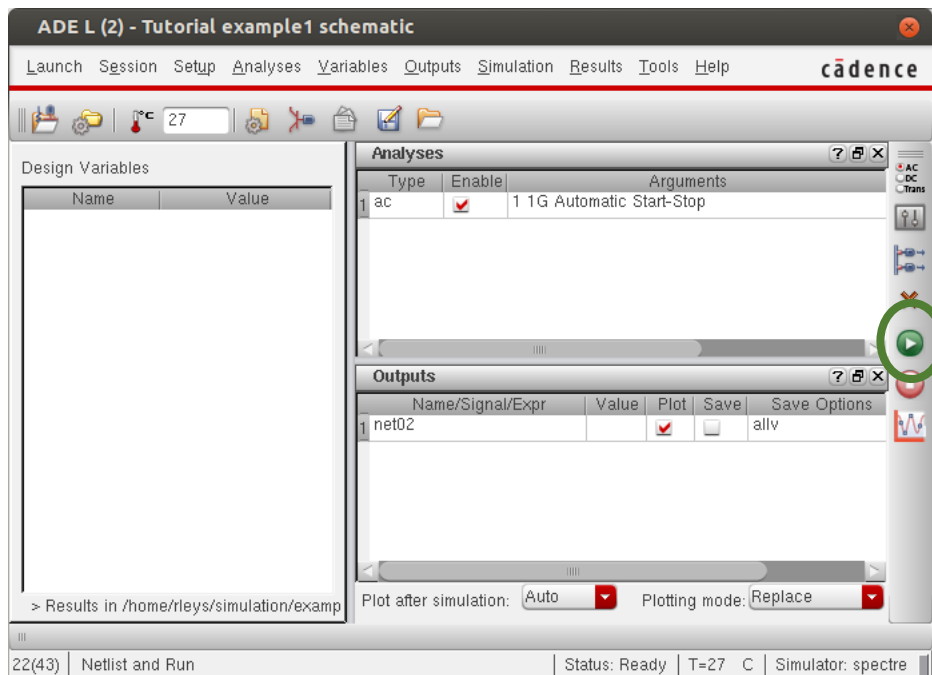 ADE L (2) - Tutorial example1 schematic
Launch Session Setup Analyses Variables Outputs Simulation Results Tools Help cādence
°C 27
Design Variables
Name Value
> Results in /home/rleys/simulation/examp
Analyses
Type Enable Arguments
1 ac 1 1G Automatic Start-Stop
Outputs
Name/Signal/Expr Value Plot Save Save Options
1 net02 allv
Plot after simulation: Auto Plotting mode: Replace
AC
DC
Trans
22(43) Netlist and Run Status: Ready T=27 C Simulator: spectre